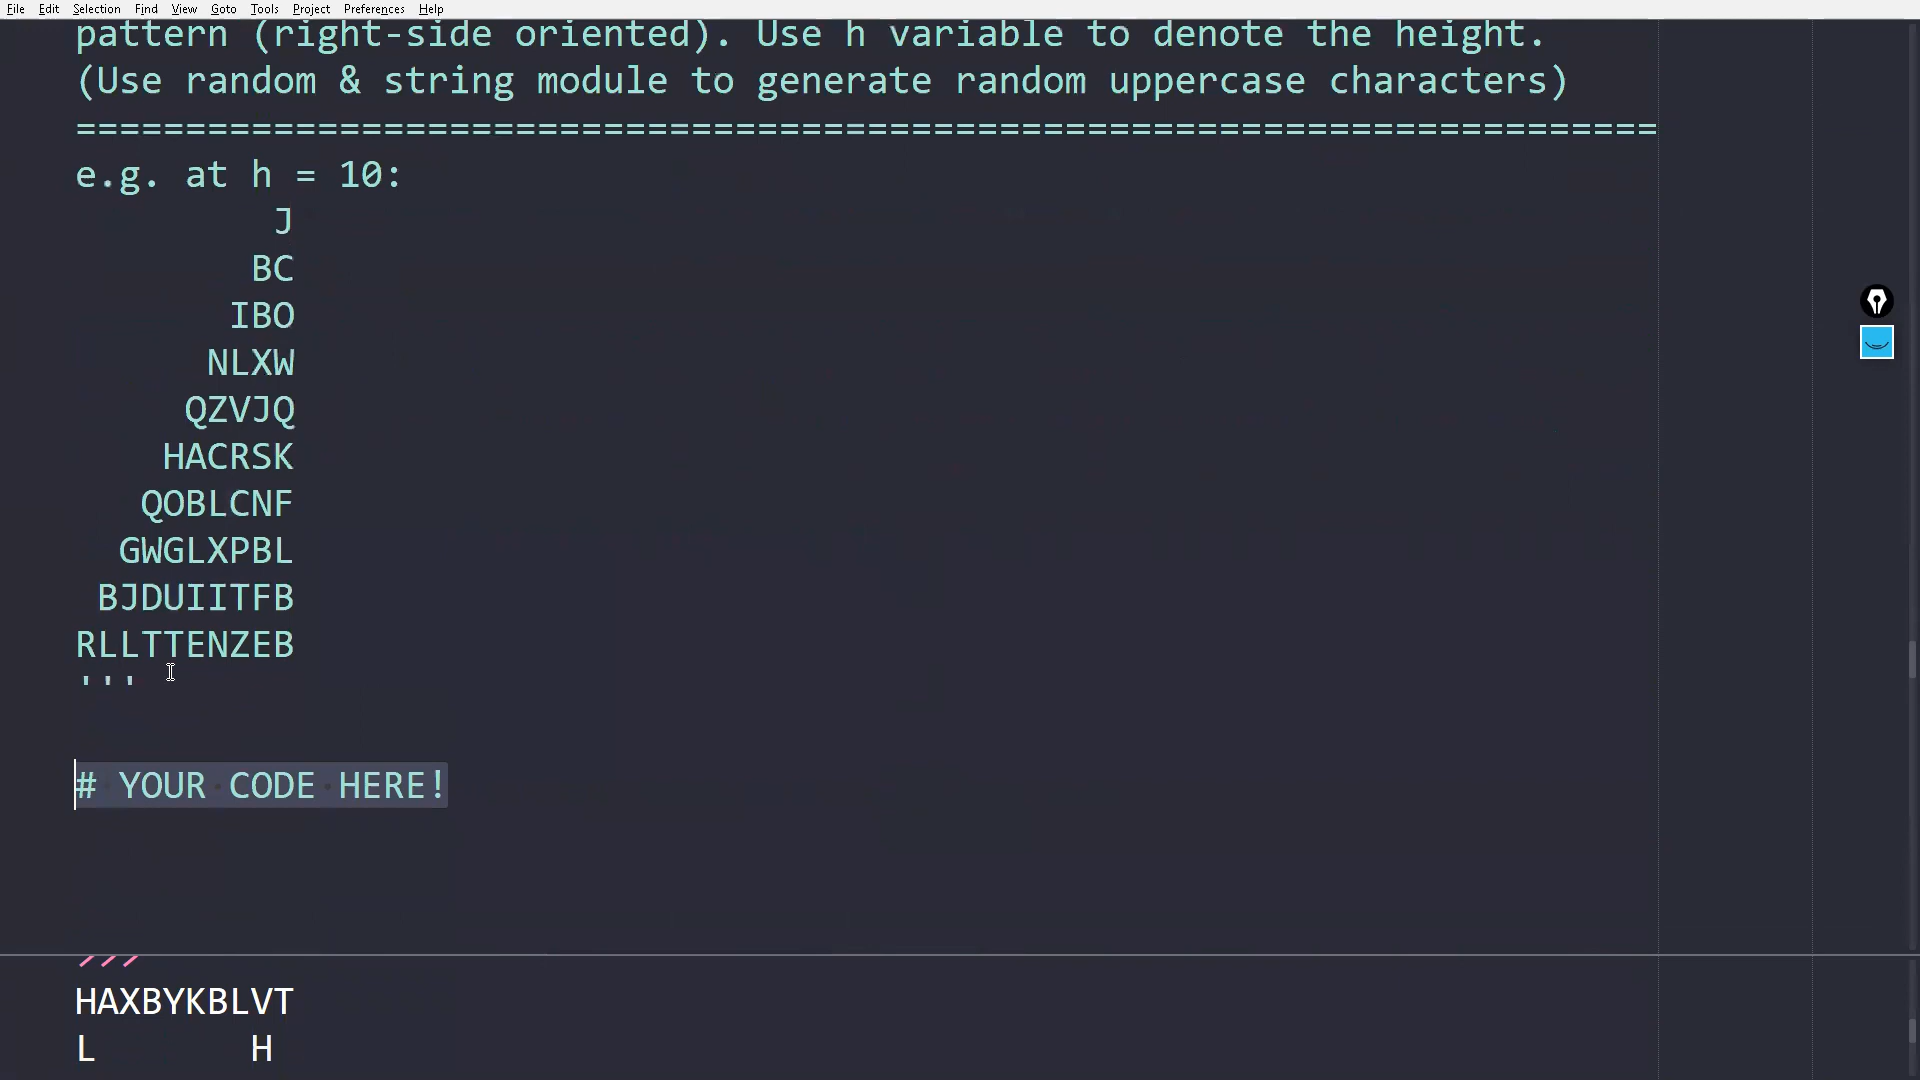 File Edit Selection Find View Goto Tools Project Preferences Help
pattern (right-side oriented). Use h variable to denote the height.
(Use random & string module to generate random uppercase characters)
========================================================================
e.g. at h = 10:
         J
        BC
       IBO
      NLXW
     QZVJQ
    HACRSK
   QOBLCNF
  GWGLXPBL
 BJDUIITFB
RLLTTENZEB
'''
# YOUR CODE HERE!
HAXBYKBLVT
L       H